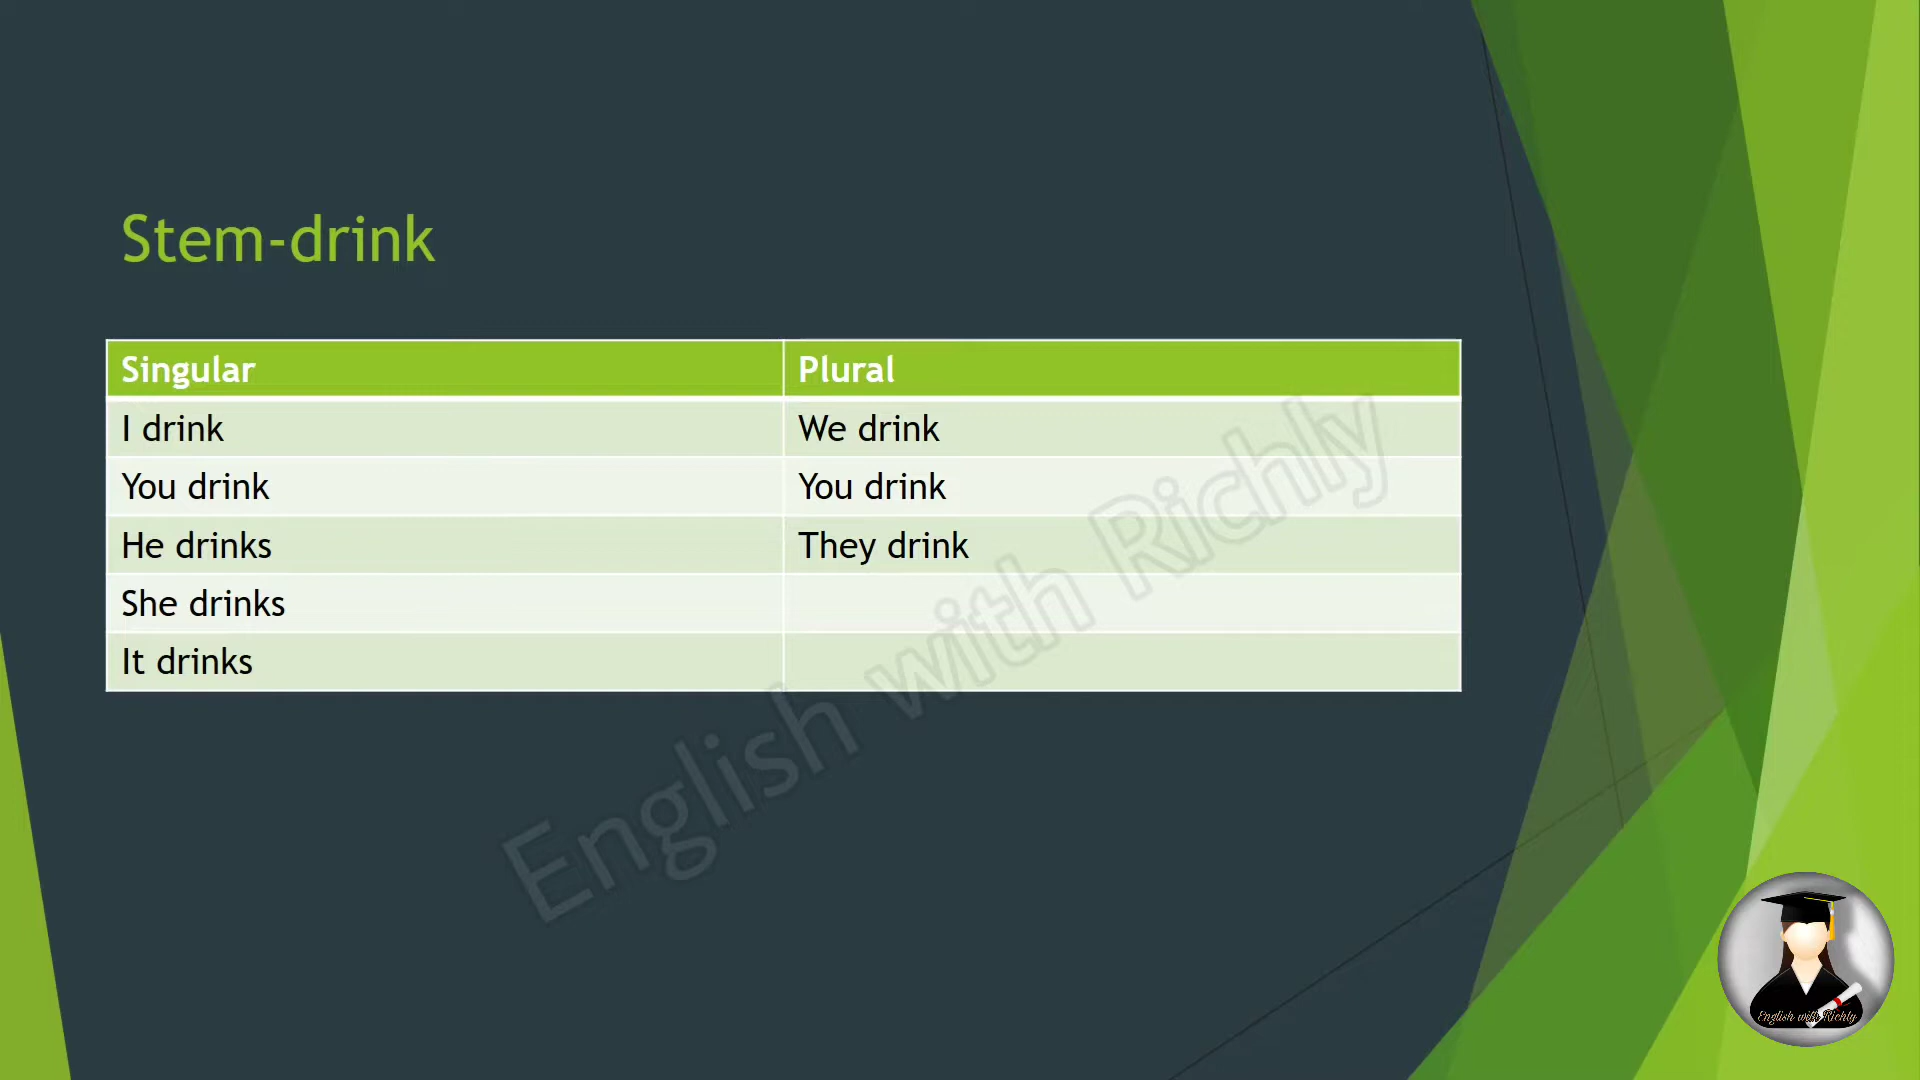 Stem-drink
Singular Plural
I drink We drink
You drink You drink
He drinks They drink
She drinks
It drinks
English with Richly
English with Richly